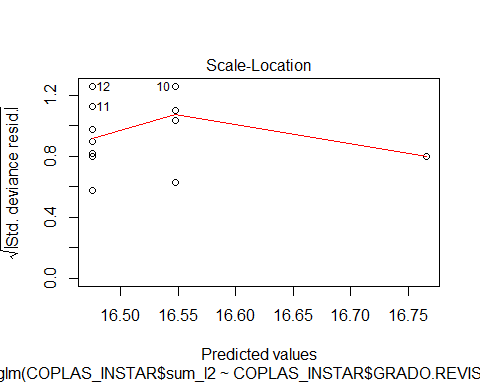 Scale-Location
√|Std. deviance resid.|
0.0 0.4 0.8 1.2
12
10
11
16.50 16.55 16.60 16.65 16.70 16.75
Predicted values
glm(COPLAS_INSTAR$sum_l2 ~ COPLAS_INSTAR$GRADO.REVIS